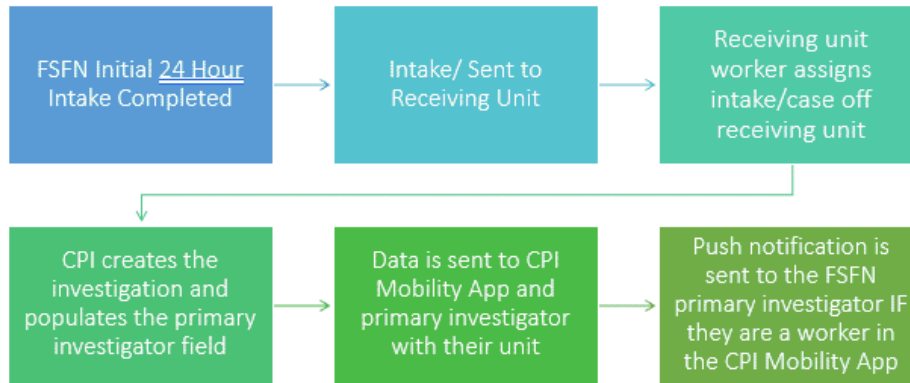 FSFN Initial 24 Hour
Intake Completed
Intake/ Sent to
Receiving Unit
Receiving unit
worker assigns
intake/case off
receiving unit
CPI creates the
investigation and
populates the primary
investigator field
Data is sent to CPI
Mobility App and
primary investigator
with their unit
Push notification is
sent to the FSFN
primary investigator IF
they are a worker in
the CPI Mobility App